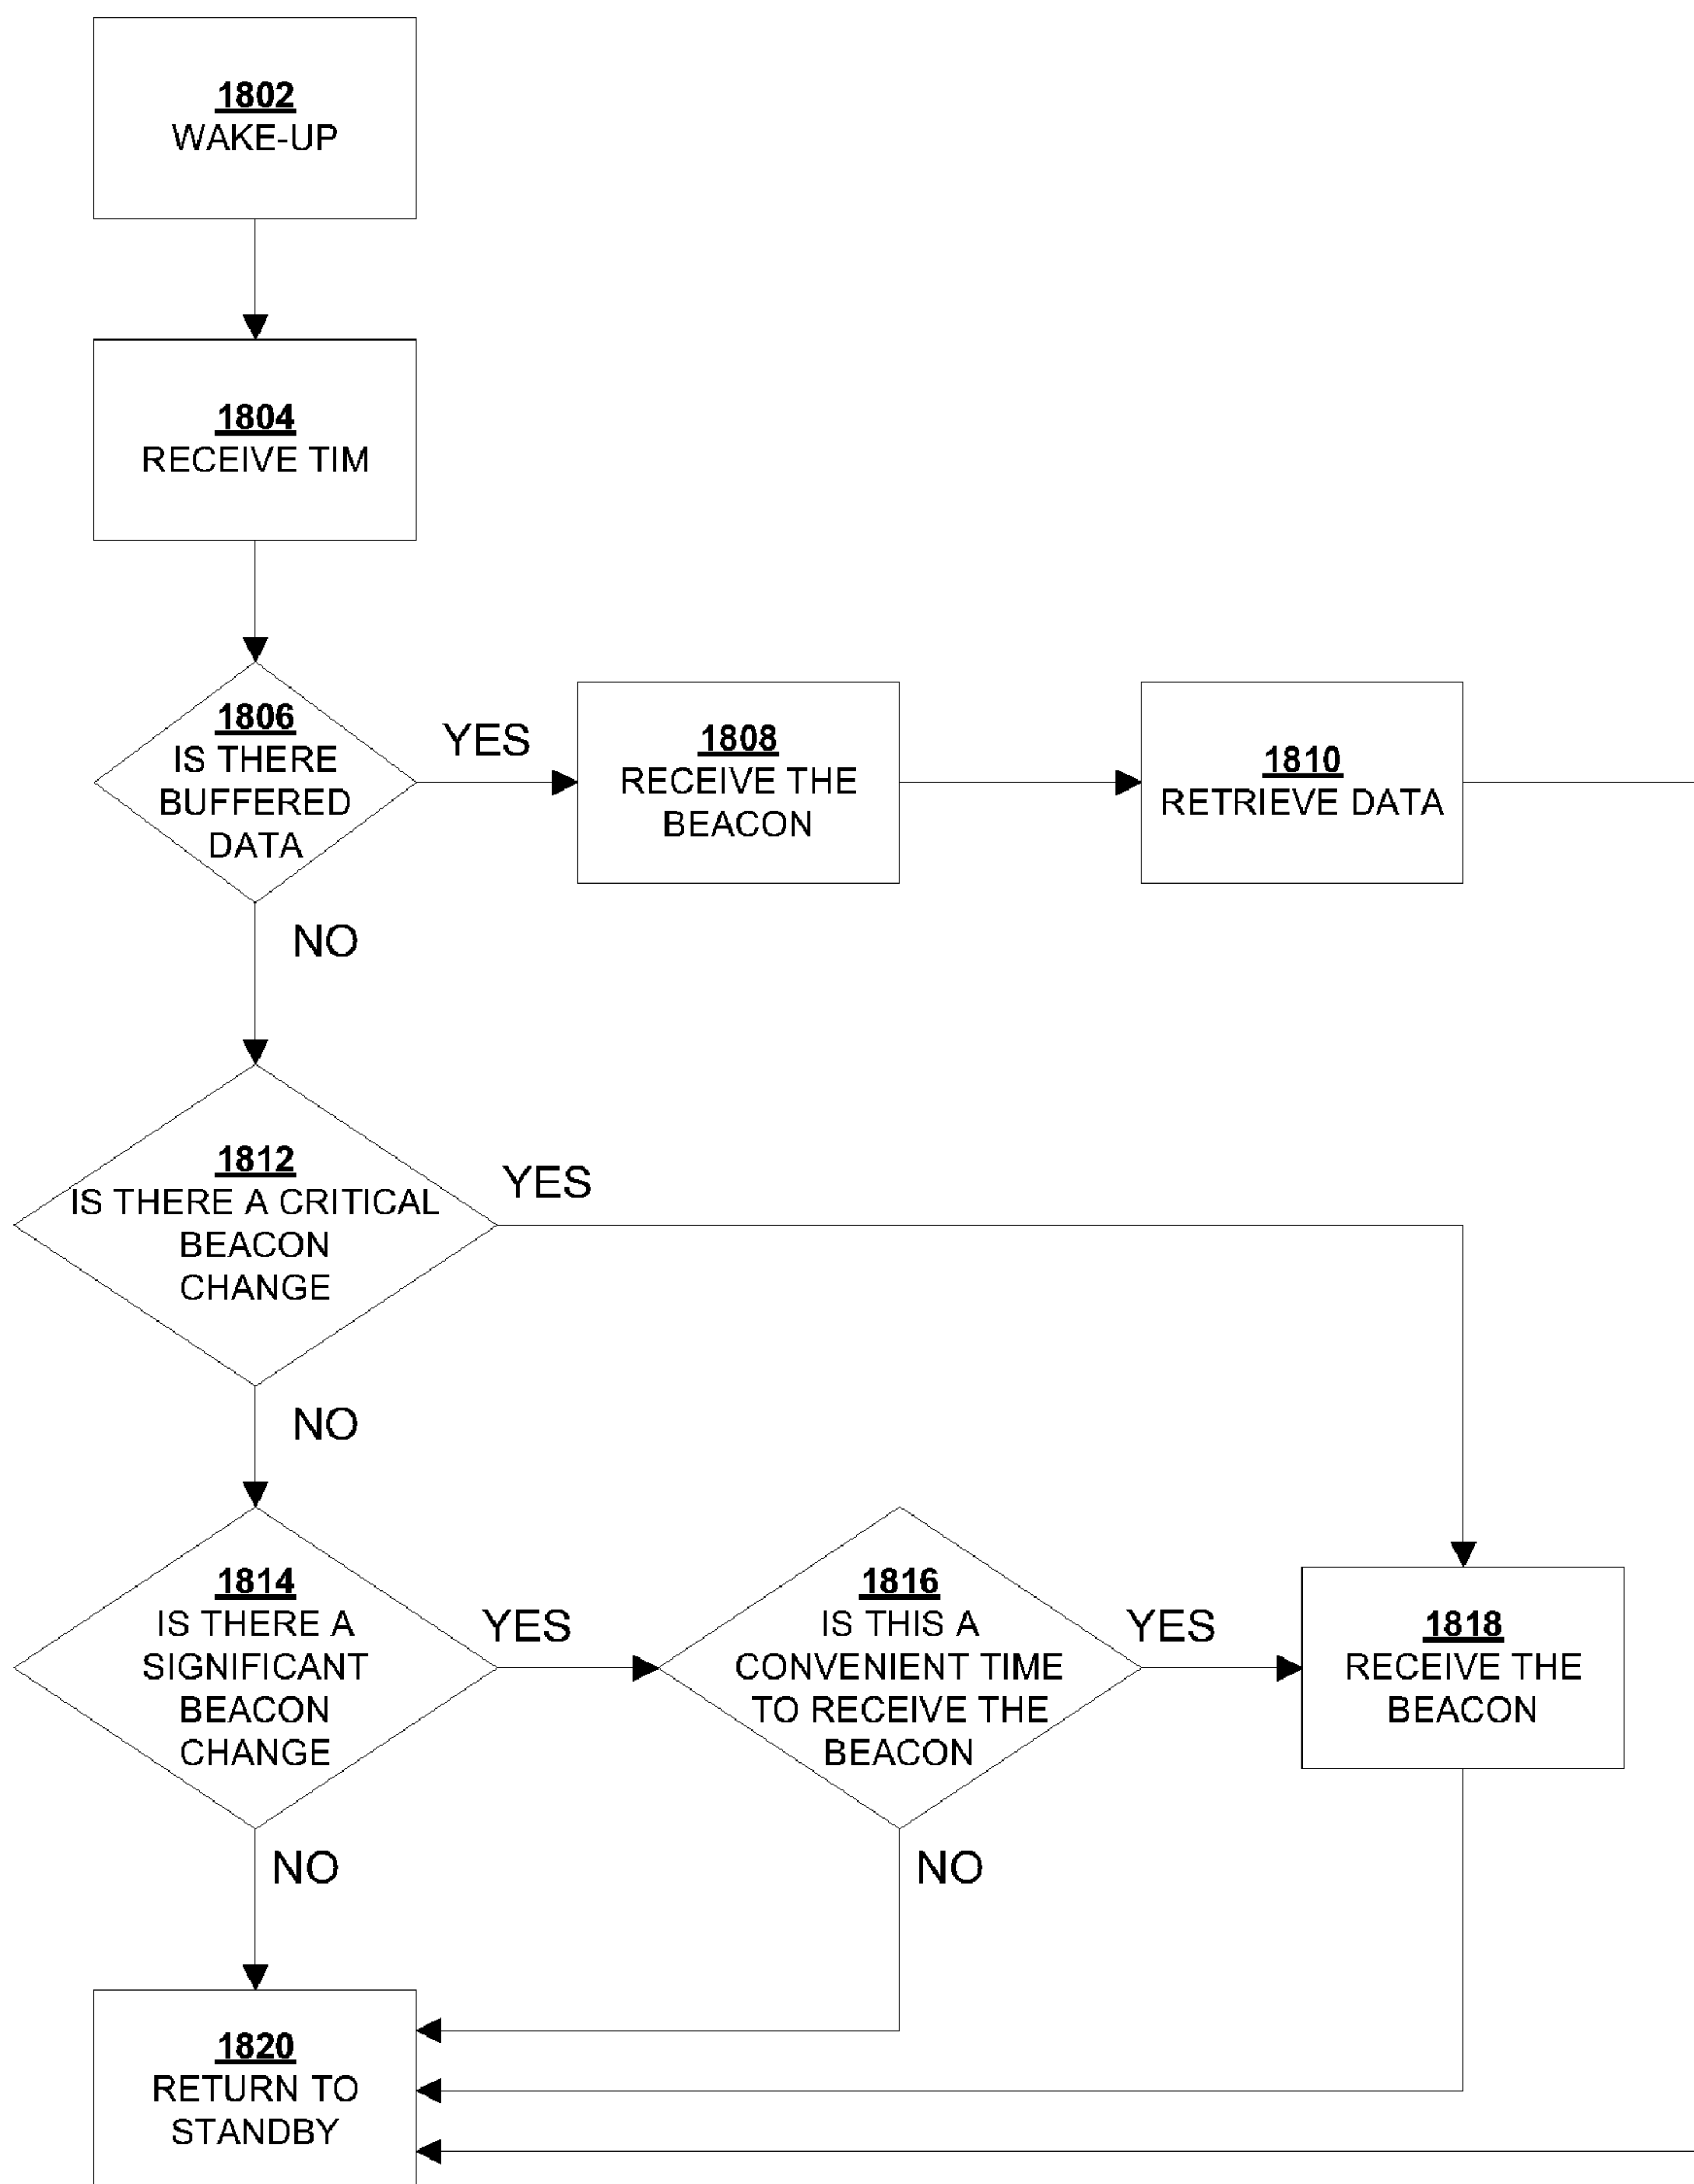 1802
WAKE-UP
1804
RECEIVE TIM
1806
IS THERE
BUFFERED
DATA
YES
1808
RECEIVE THE
BEACON
1810
RETRIEVE DATA
NO
1812
IS THERE A CRITICAL
BEACON
CHANGE
YES
NO
1814
IS THERE A
SIGNIFICANT
BEACON
CHANGE
YES
1816
IS THIS A
CONVENIENT TIME
TO RECEIVE THE
BEACON
YES
1818
RECEIVE THE
BEACON
NO
NO
1820
RETURN TO
STANDBY